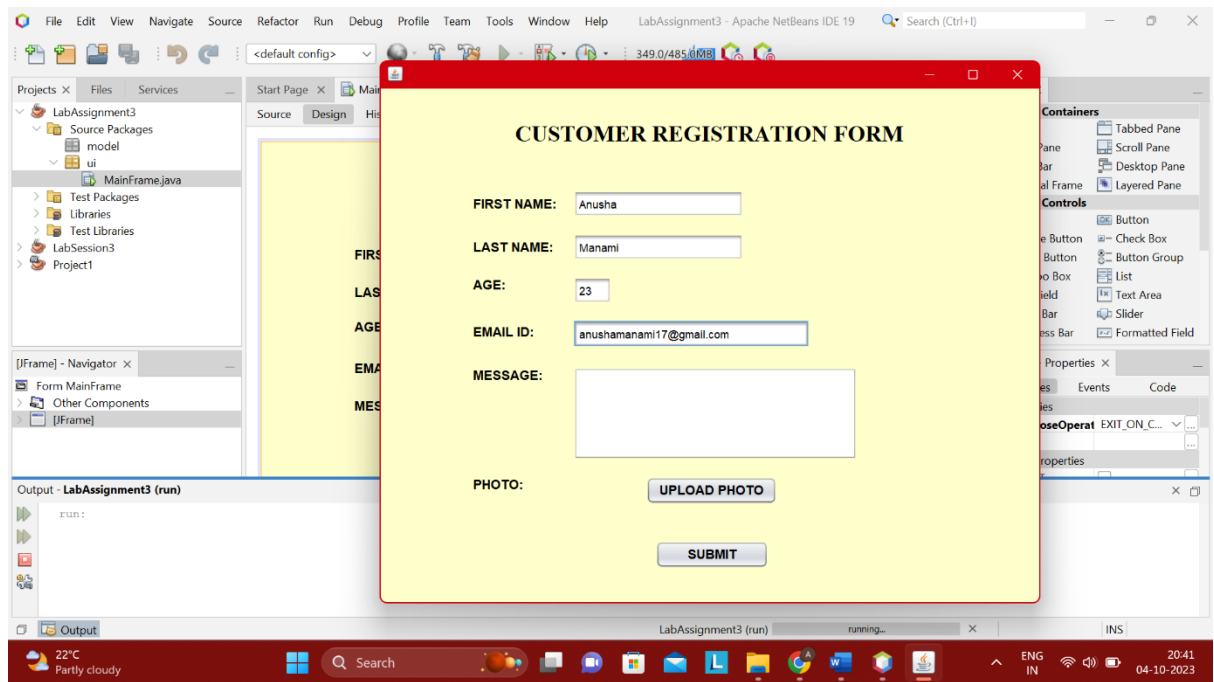 File Edit View Navigate Source Refactor Run Debug Profile Team Tools Window Help LabAssignment3 - Apache NetBeans IDE 19 Search (Ctrl+I)
<default config> 349.0/485.0MB
Projects Files Services
Start Page
Source Design
LabAssignment3
Source Packages
model
ui
MainFrame.java
Test Packages
Libraries
Test Libraries
LabSession3
Project1
[JFrame] - Navigator
Form MainFrame
Other Components
[JFrame]
CUSTOMER REGISTRATION FORM
FIRST NAME: Anusha
LAST NAME: Manami
AGE: 23
EMAIL ID: anushamanami17@gmail.com
MESSAGE:
PHOTO: UPLOAD PHOTO
SUBMIT
Containers
Tabbed Pane
Pane Scroll Pane
Desktop Pane
Frame Layered Pane
Controls
Button
Button Check Box
Button Button Group
Box List
Text Area
Bar Slider
Bar Formatted Field
Properties
Events Code
EXIT_ON_C...
Output - LabAssignment3 (run)
run:
Output LabAssignment3 (run) running... INS
22°C
Partly cloudy
Search
ENG
IN
20:41
04-10-2023